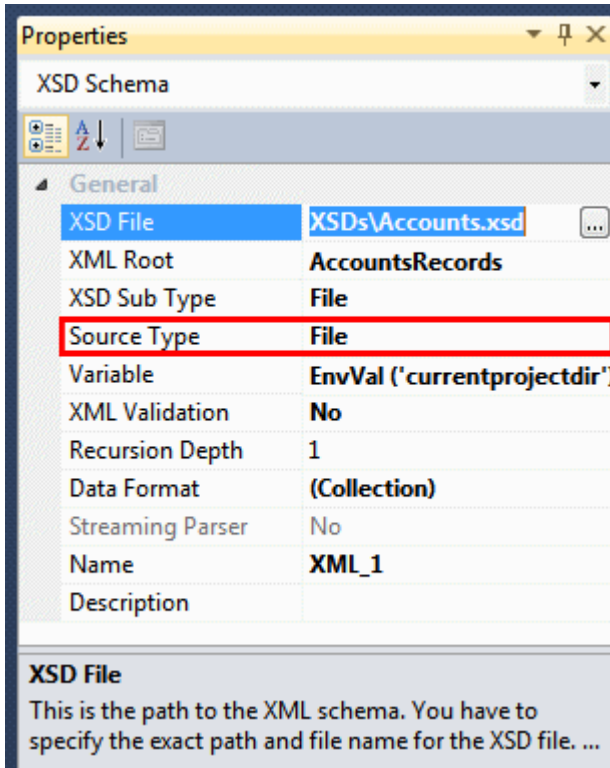 Properties
XSD Schema
A
Z
General
XSD File XSDs\Accounts.xsd ...
XML Root AccountsRecords
XSD Sub Type File
Source Type File
Variable EnvVal ('currentprojectdir')
XML Validation No
Recursion Depth 1
Data Format (Collection)
Streaming Parser No
Name XML_1
Description
XSD File
This is the path to the XML schema. You have to
specify the exact path and file name for the XSD file. ...